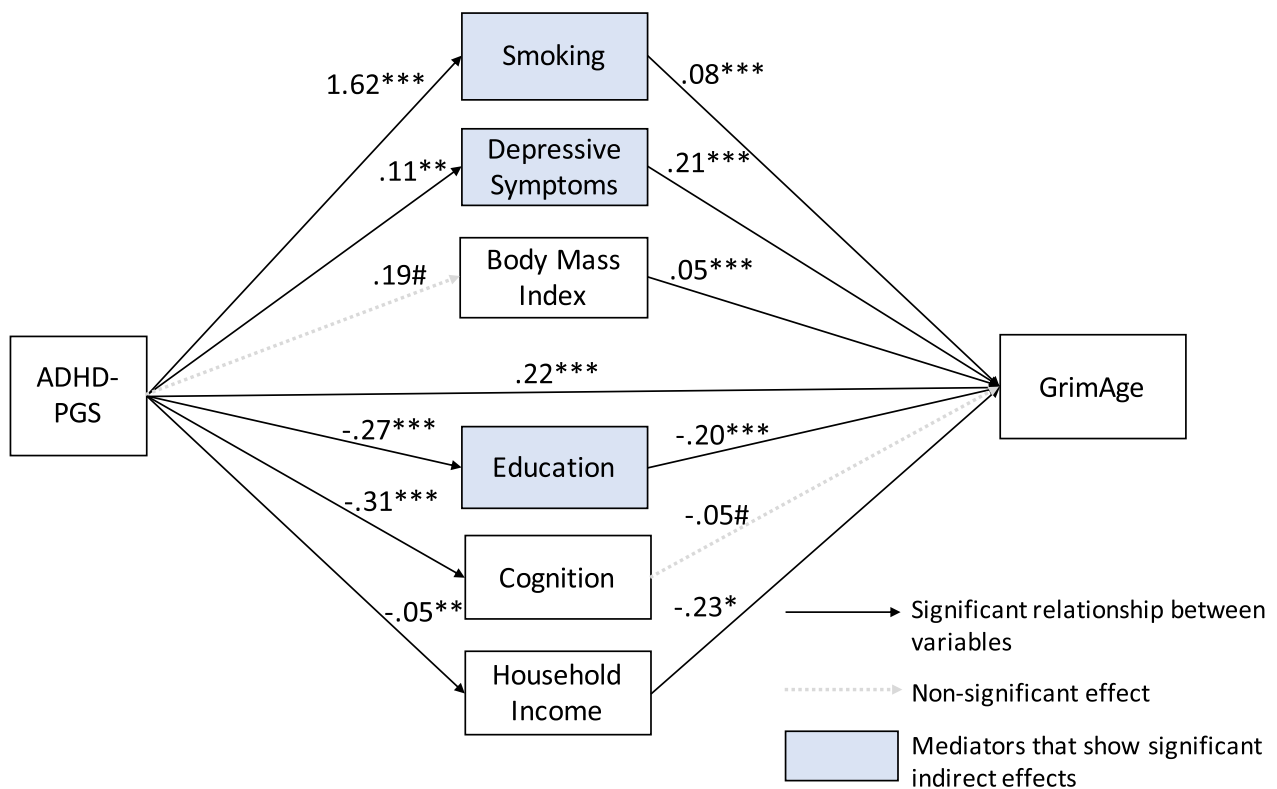 Smoking
1.62***
.08***
Depressive
Symptoms
.11**
.21***
Body Mass
Index
.19#
.05***
ADHD-
PGS
.22***
GrimAge
-.27***
Education
-.20***
-.31***
Cognition
-.05#
-.05**
Household
Income
-.23*
Significant relationship between
variables
Non-significant effect
Mediators that show significant
indirect effects